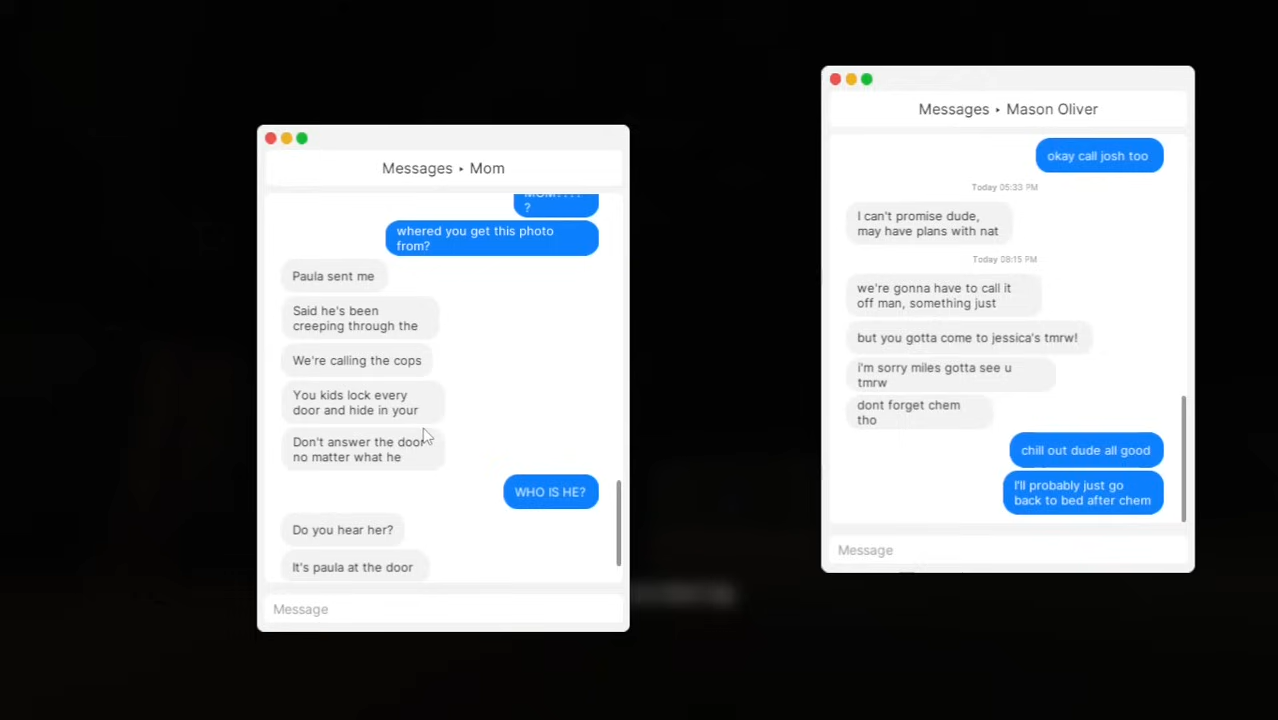 Messages ‣ Mom
?
whered you get this photo
from?
Paula sent me
Said he's been
creeping through the
We're calling the cops
You kids lock every
door and hide in your
Don't answer the door
no matter what he
WHO IS HE?
Do you hear her?
It's paula at the door
Message
Messages ‣ Mason Oliver
okay call josh too
Today 05:33 PM
I can't promise dude,
may have plans with nat
Today 08:15 PM
we're gonna have to call it
off man, something just
but you gotta come to jessica's tmrw!
i'm sorry miles gotta see u
tmrw
dont forget chem
tho
chill out dude all good
I'll probably just go
back to bed after chem
Message